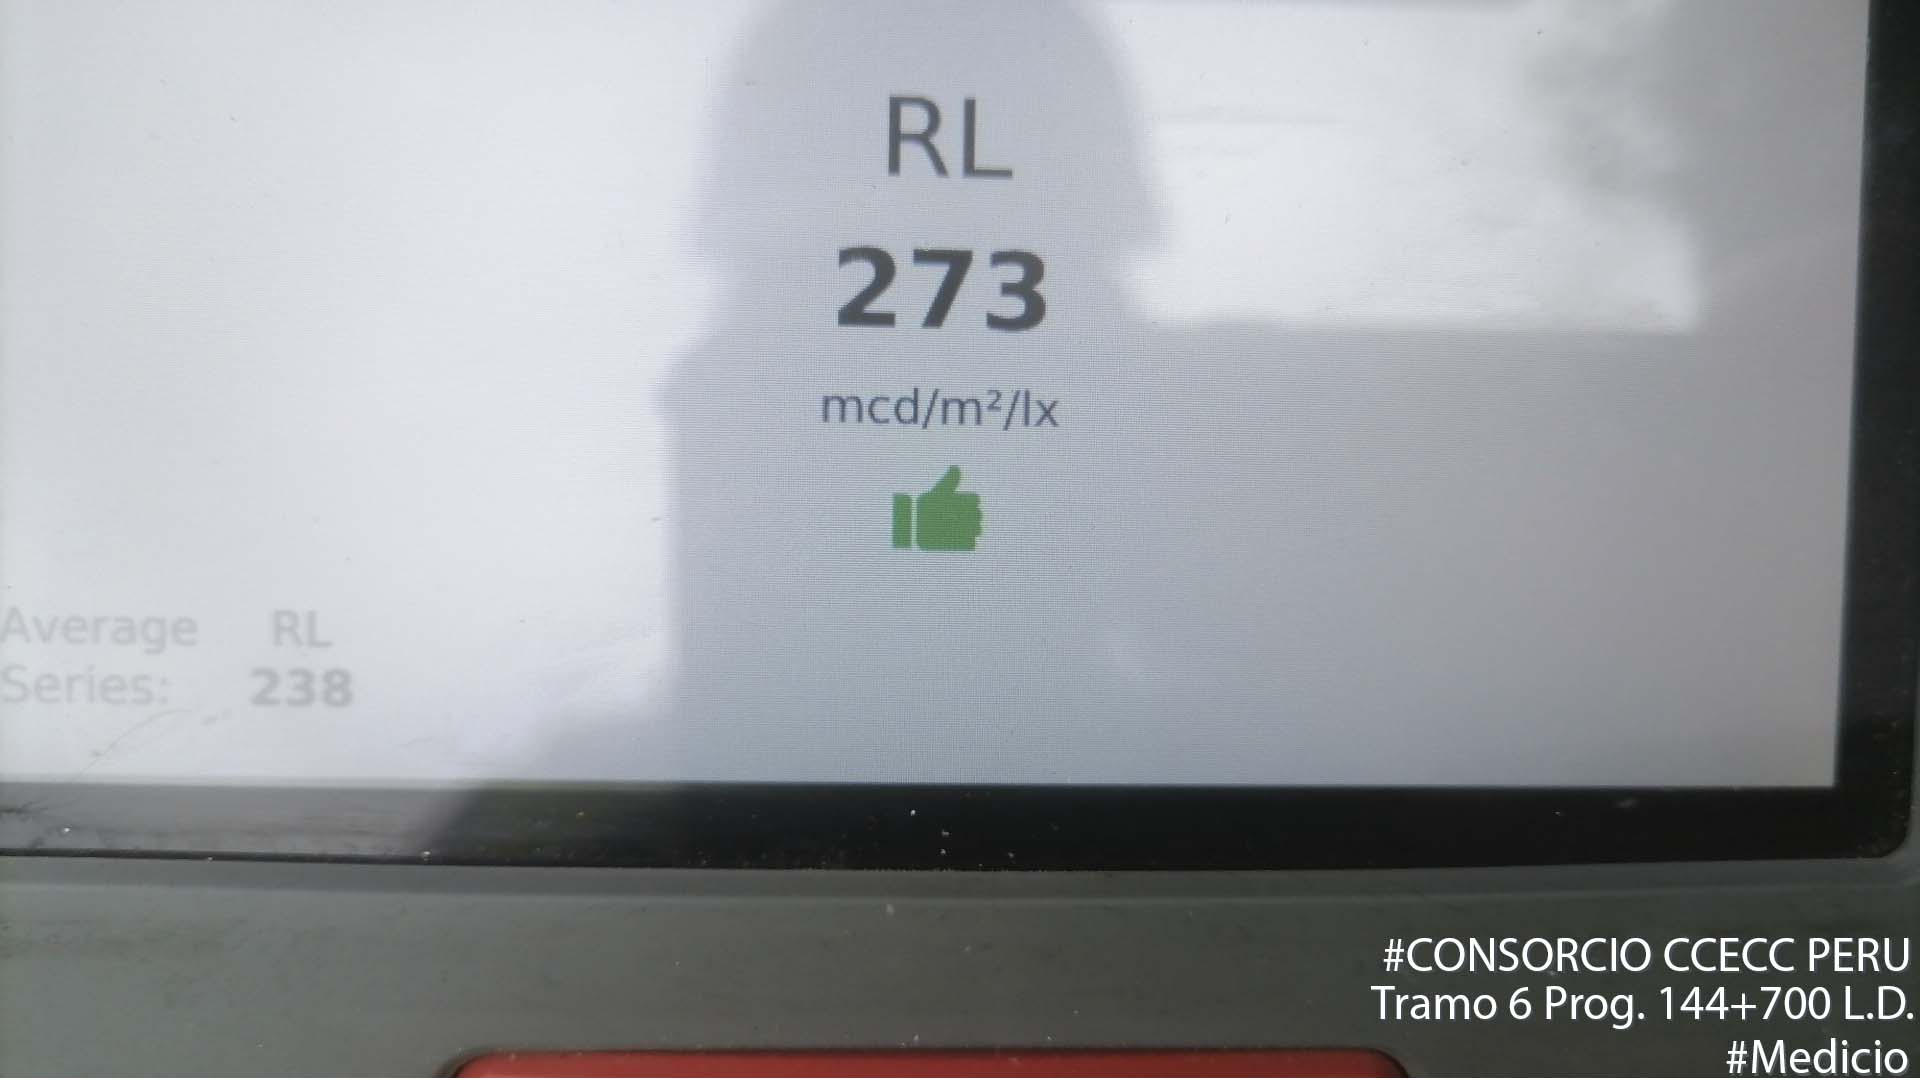 RL
273
mcd/m²/lx
Average RL
Series: 238
#CONSORCIO CCECC PERU
Tramo 6 Prog. 144+700 L.D.
#Medicio